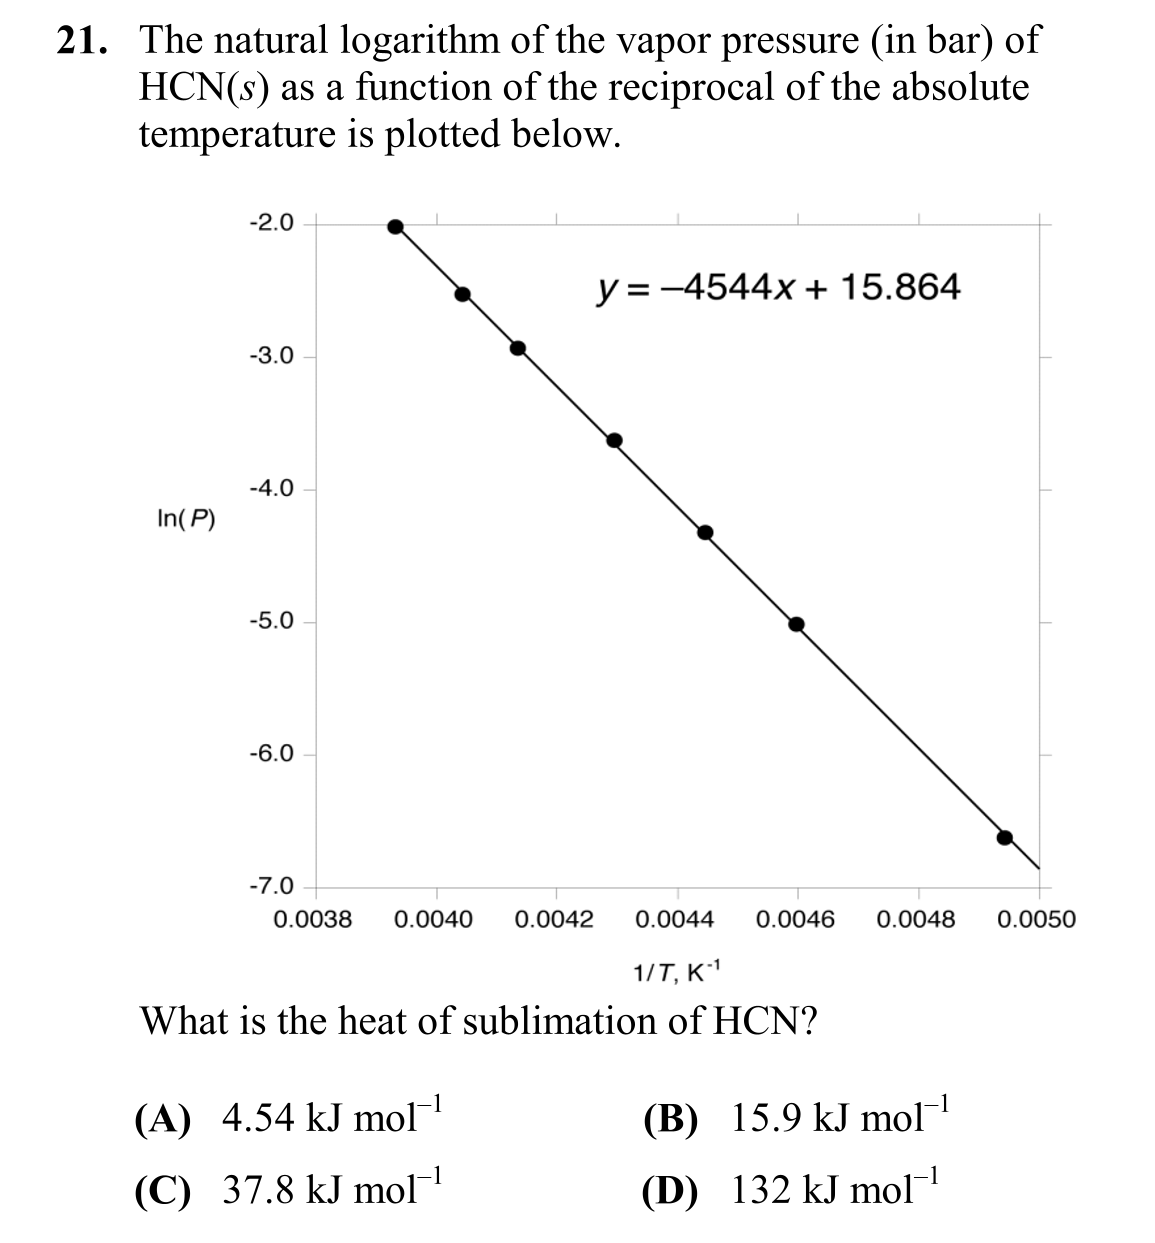 21. The natural logarithm of the vapor pressure (in bar) of
HCN(s) as a function of the reciprocal of the absolute
temperature is plotted below.
-2.0
y = –4544x + 15.864
-3.0
-4.0
ln(P)
-5.0
-6.0
-7.0
0.0038 0.0040 0.0042 0.0044 0.0046 0.0048 0.0050
1/T, K⁻¹
What is the heat of sublimation of HCN?
(A) 4.54 kJ mol⁻¹ (B) 15.9 kJ mol⁻¹
(C) 37.8 kJ mol⁻¹ (D) 132 kJ mol⁻¹